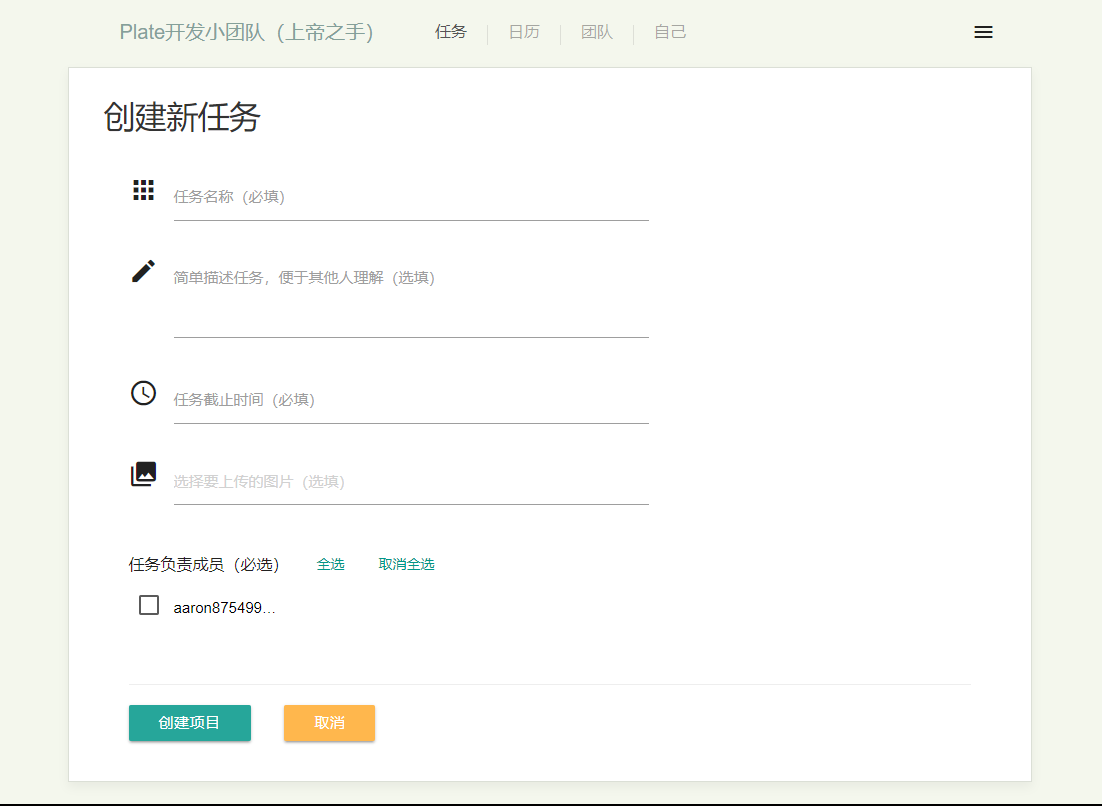 Plate开发小团队（上帝之手） 任务 日历 团队 自己
创建新任务
任务名称（必填）
简单描述任务，便于其他人理解（选填）
任务截止时间（必填）
选择要上传的图片（选填）
任务负责成员（必选） 全选 取消全选
aaron875499...
创建项目 取消